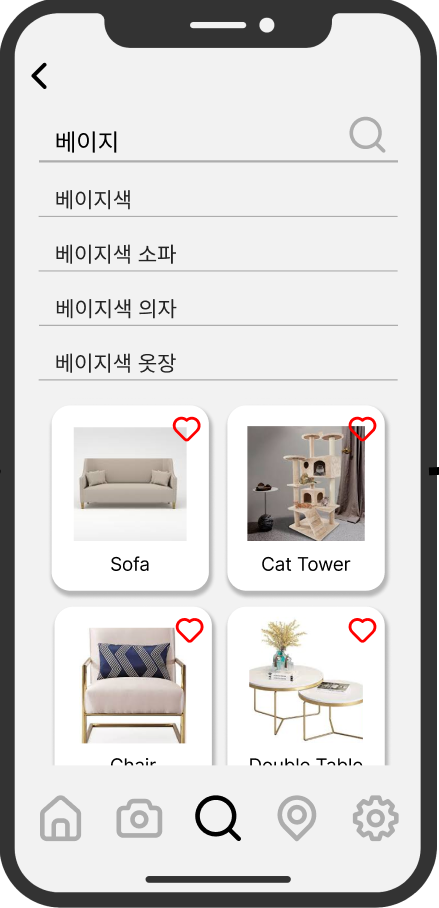 베이지
베이지색
베이지색 소파
베이지색 의자
베이지색 옷장
Sofa
Cat Tower
Chair
Double Table